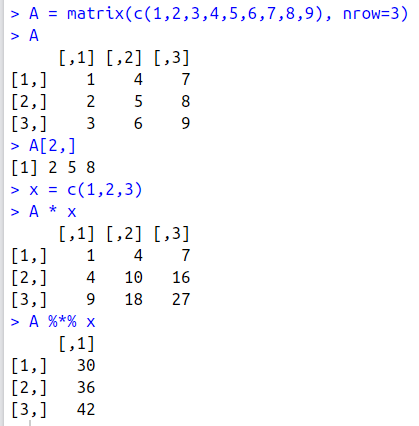 > A = matrix(c(1,2,3,4,5,6,7,8,9), nrow=3)
> A
     [,1] [,2] [,3]
[1,]    1    4    7
[2,]    2    5    8
[3,]    3    6    9
> A[2,]
[1] 2 5 8
> x = c(1,2,3)
> A * x
     [,1] [,2] [,3]
[1,]    1    4    7
[2,]    4   10   16
[3,]    9   18   27
> A %*% x
     [,1]
[1,]   30
[2,]   36
[3,]   42